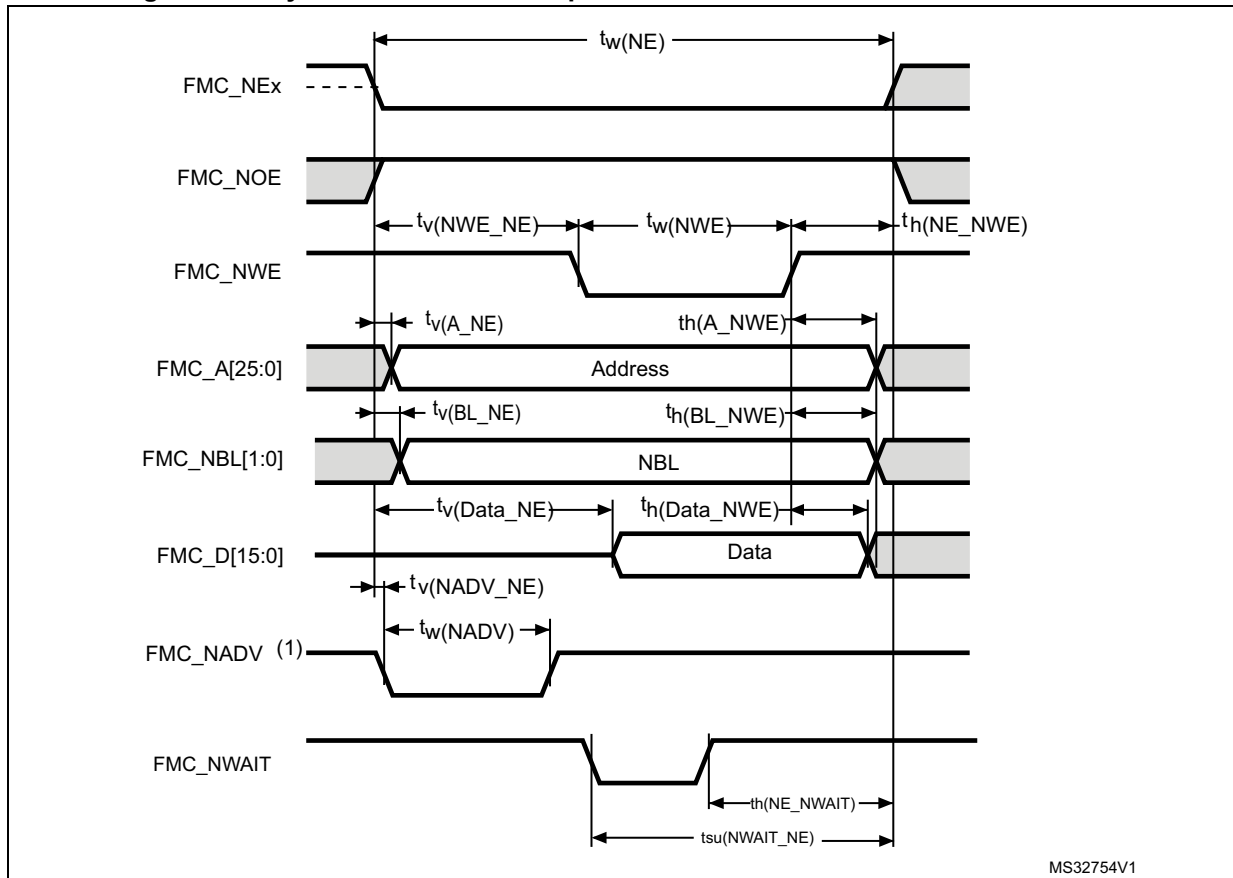 tw(NE)
FMC_NEx
FMC_NOE
tv(NWE_NE) tw(NWE) th(NE_NWE)
FMC_NWE
tv(A_NE) th(A_NWE)
FMC_A[25:0] Address
tv(BL_NE) th(BL_NWE)
FMC_NBL[1:0] NBL
tv(Data_NE) th(Data_NWE)
FMC_D[15:0] Data
tv(NADV_NE)
tw(NADV)
FMC_NADV (1)
FMC_NWAIT
th(NE_NWAIT)
tsu(NWAIT_NE)
MS32754V1